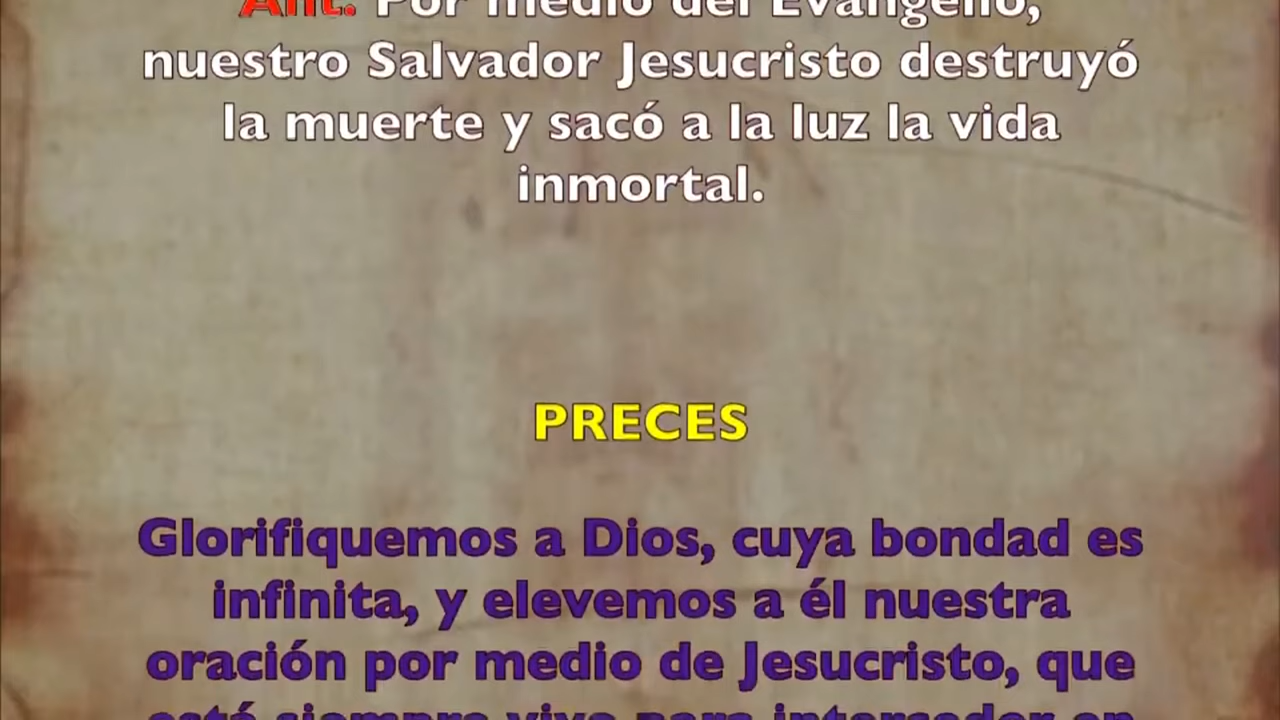 Ant. Por medio del Evangelio,
nuestro Salvador Jesucristo destruyó
la muerte y sacó a la luz la vida
inmortal.
PRECES
Glorifiquemos a Dios, cuya bondad es
infinita, y elevemos a él nuestra
oración por medio de Jesucristo, que
está siempre vivo para interceder en